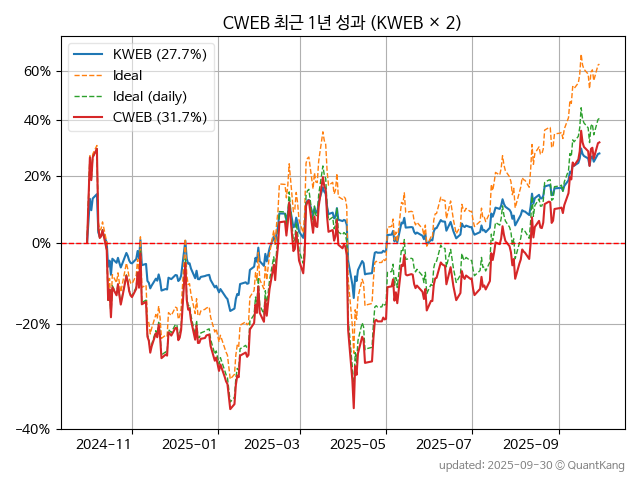 CWEB 최근 1년 성과 (KWEB × 2)
KWEB (27.7%)
Ideal
Ideal (daily)
CWEB (31.7%)
60%
40%
20%
0%
−20%
−40%
2024−11
2025−01
2025−03
2025−05
2025−07
2025−09
updated: 2025-09-30 © QuantKang